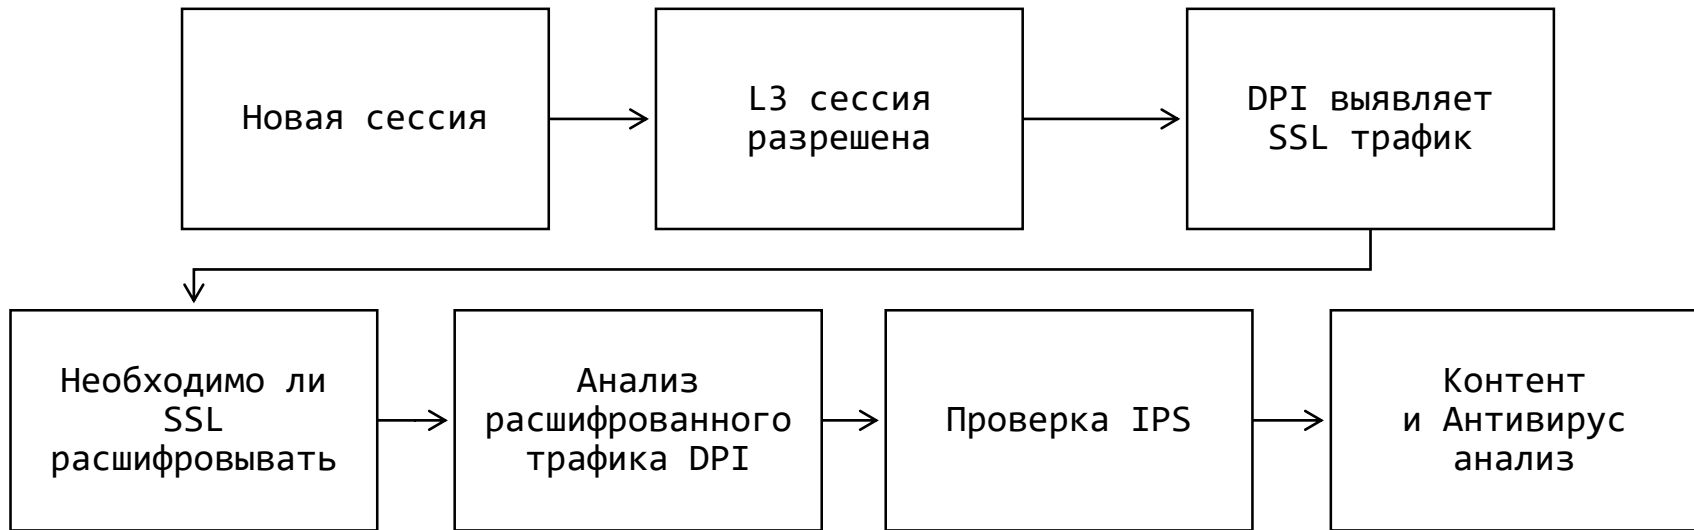 Новая сессия
L3 сессия
разрешена
DPI выявляет
SSL трафик
Необходимо ли
SSL
расшифровывать
Анализ
расшифрованного
трафика DPI
Проверка IPS
Контент
и Антивирус
анализ